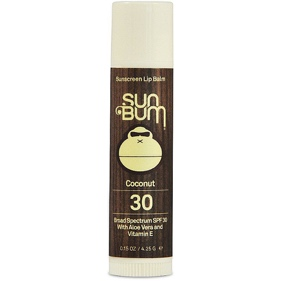 Sunscreen Lip Balm
SUN
BUM
Coconut
30
Broad Spectrum SPF 30
With Aloe Vera and
Vitamin E
0.15 OZ / 4.25 G